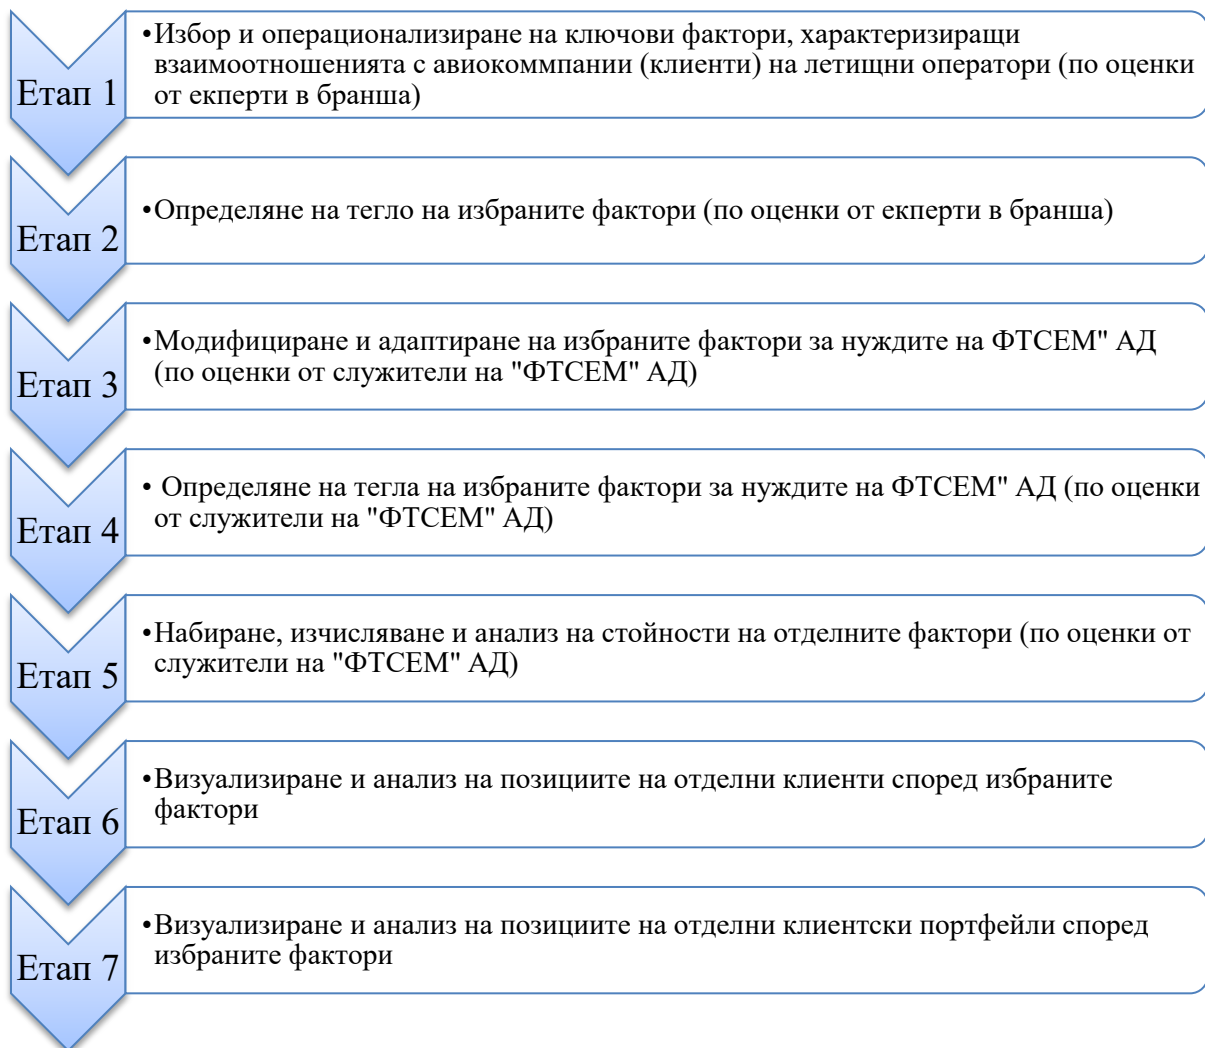 Етап 1
•Избор и операционализиране на ключови фактори, характеризиращи
взаимоотношенията с авиокоммпании (клиенти) на летищни оператори (по оценки
от екперти в бранша)
Етап 2
•Определяне на тегло на избраните фактори (по оценки от екперти в бранша)
Етап 3
•Модифициране и адаптиране на избраните фактори за нуждите на ФТСЕМ" АД
(по оценки от служители на "ФТСЕМ" АД)
Етап 4
• Определяне на тегла на избраните фактори за нуждите на ФТСЕМ" АД (по оценки
от служители на "ФТСЕМ" АД)
Етап 5
•Набиране, изчисляване и анализ на стойности на отделните фактори (по оценки от
служители на "ФТСЕМ" АД)
Етап 6
•Визуализиране и анализ на позициите на отделни клиенти според избраните
фактори
Етап 7
•Визуализиране и анализ на позициите на отделни клиентски портфейли според
избраните фактори